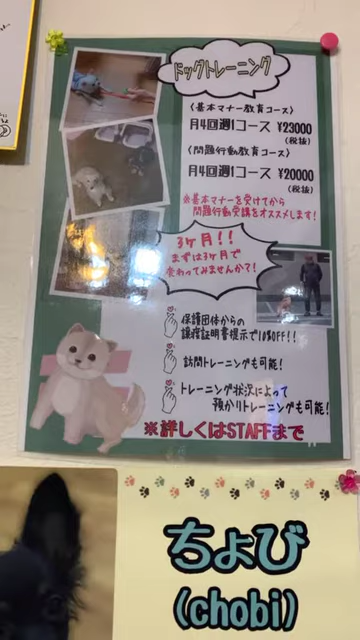 ドッグトレーニング
〈基本マナー教育コース〉
月4回週1コース ¥23000
(税抜)
〈問題行動教育コース〉
月4回週1コース ¥20000
(税抜)
※基本マナーを受けてから
問題行動受講をオススメします!
3ヶ月!!
まずは3ヶ月で
変わってみませんか?!
保護団体からの
譲渡証明書提示で10%OFF!!
訪問トレーニングも可能!
トレーニング状況によって
預かりトレーニングも可能!
※詳しくはSTAFFまで
ちょび
(chobi)